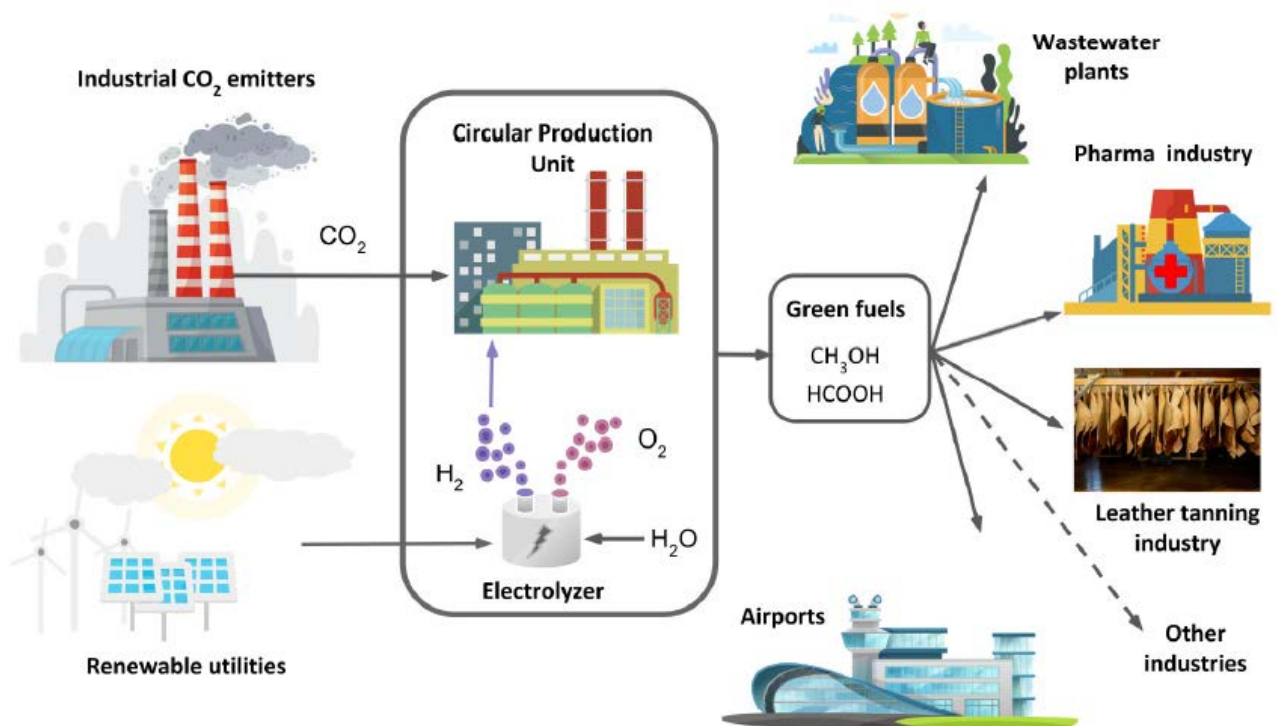 Industrial CO₂ emitters
CO₂
Renewable utilities
Circular Production
Unit
H₂
O₂
H₂O
Electrolyzer
Green fuels
CH₃OH
HCOOH
Wastewater
plants
Pharma industry
Leather tanning
industry
Airports
Other
industries